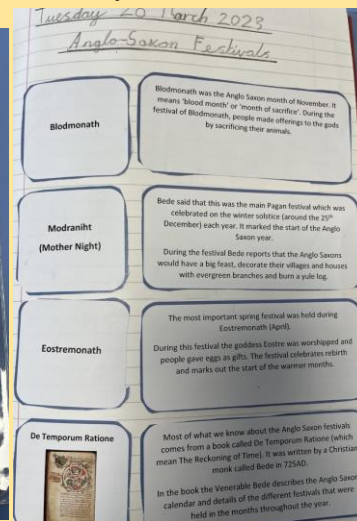 Tuesday 20 March 2023
Anglo-Saxon Festivals
Blodmonath
Blodmonath was the Anglo Saxon month of November. It
means 'blood month' or 'month of sacrifice'. During the
festival of Blodmonath, people made offerings to the gods
by sacrificing their animals.
Modraniht
(Mother Night)
Bede said that this was the main Pagan festival which was
celebrated on the winter solstice (around the 25th
December) each year. It marked the start of the Anglo
Saxon year.
During the festival Bede reports that the Anglo Saxons
would have a big feast, decorate their villages and houses
with evergreen branches and burn a yule log.
Eostremonath
The most important spring festival was held during
Eostremonath (April).
During this festival the goddess Eostre was worshipped and
people gave eggs as gifts. The festival celebrates rebirth
and marks out the start of the warmer months.
De Temporum Ratione
Most of what we know about the Anglo Saxon festivals
comes from a book called De Temporum Ratione (which
mean The Reckoning of Time). It was written by a Christian
monk called Bede in 725AD.
In the book the Venerable Bede describes the Anglo Saxon
calendar and details of the different festivals that were
held in the months throughout the year.